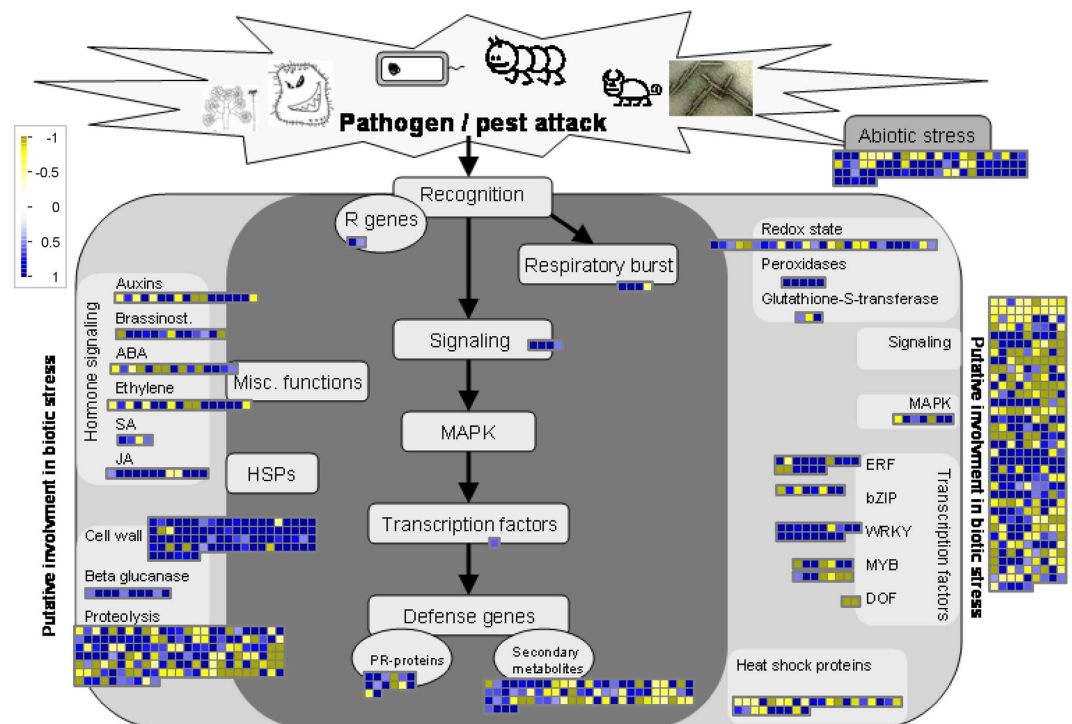 Pathogen / pest attack
Abiotic stress
-1
-0.5
0
0.5
1
Recognition
R genes
Respiratory burst
Redox state
Peroxidases
Glutathione-S-transferase
Auxins
Brassinost.
ABA
Ethylene
SA
JA
Hormone signaling
Signaling
Signaling
Misc. functions
MAPK
MAPK
HSPs
ERF
bZIP
WRKY
MYB
DOF
Transcription factors
Transcription factors
Cell wall
Beta glucanase
Proteolysis
Defense genes
PR-proteins
Secondary
metabolites
Heat shock proteins
Putative involvment in biotic stress
Putative involvment in biotic stress